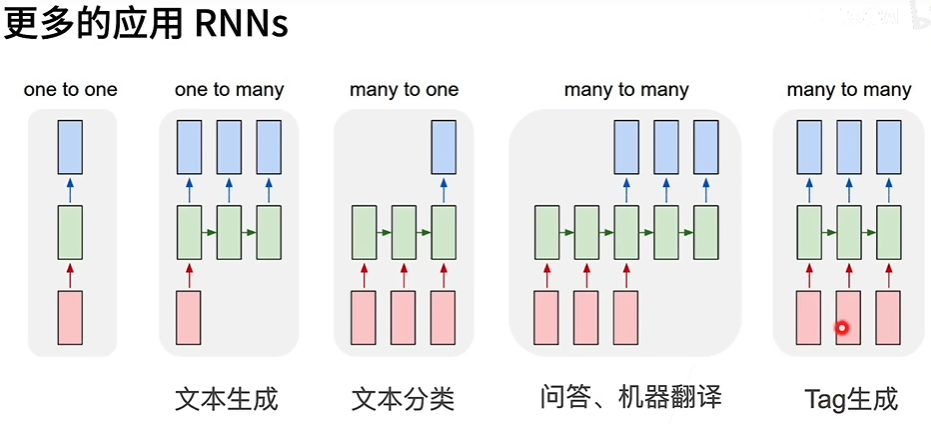 更多的应用 RNNs
one to one
one to many
many to one
many to many
many to many
文本生成
文本分类
问答、机器翻译
Tag生成